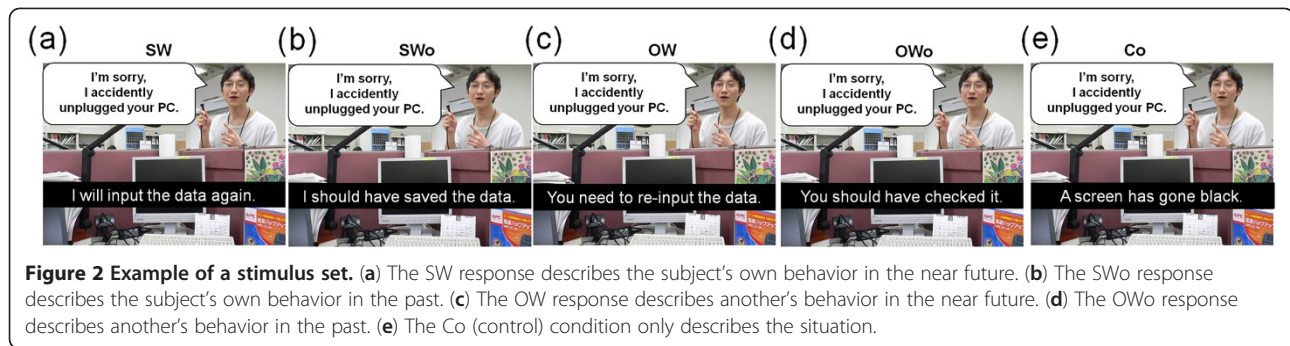 (a) SW (b) SWo (c) OW (d) OWo (e) Co
I'm sorry,
I accidently
unplugged your PC.
I'm sorry,
I accidently
unplugged your PC.
I'm sorry,
I accidently
unplugged your PC.
I'm sorry,
I accidently
unplugged your PC.
I'm sorry,
I accidently
unplugged your PC.
I will input the data again.
I should have saved the data.
You need to re-input the data.
You should have checked it.
A screen has gone black.
APC
APC
APC
APC
APC
Figure 2 Example of a stimulus set. (a) The SW response describes the subject's own behavior in the near future. (b) The SWo response
describes the subject's own behavior in the past. (c) The OW response describes another's behavior in the near future. (d) The OWo response
describes another's behavior in the past. (e) The Co (control) condition only describes the situation.